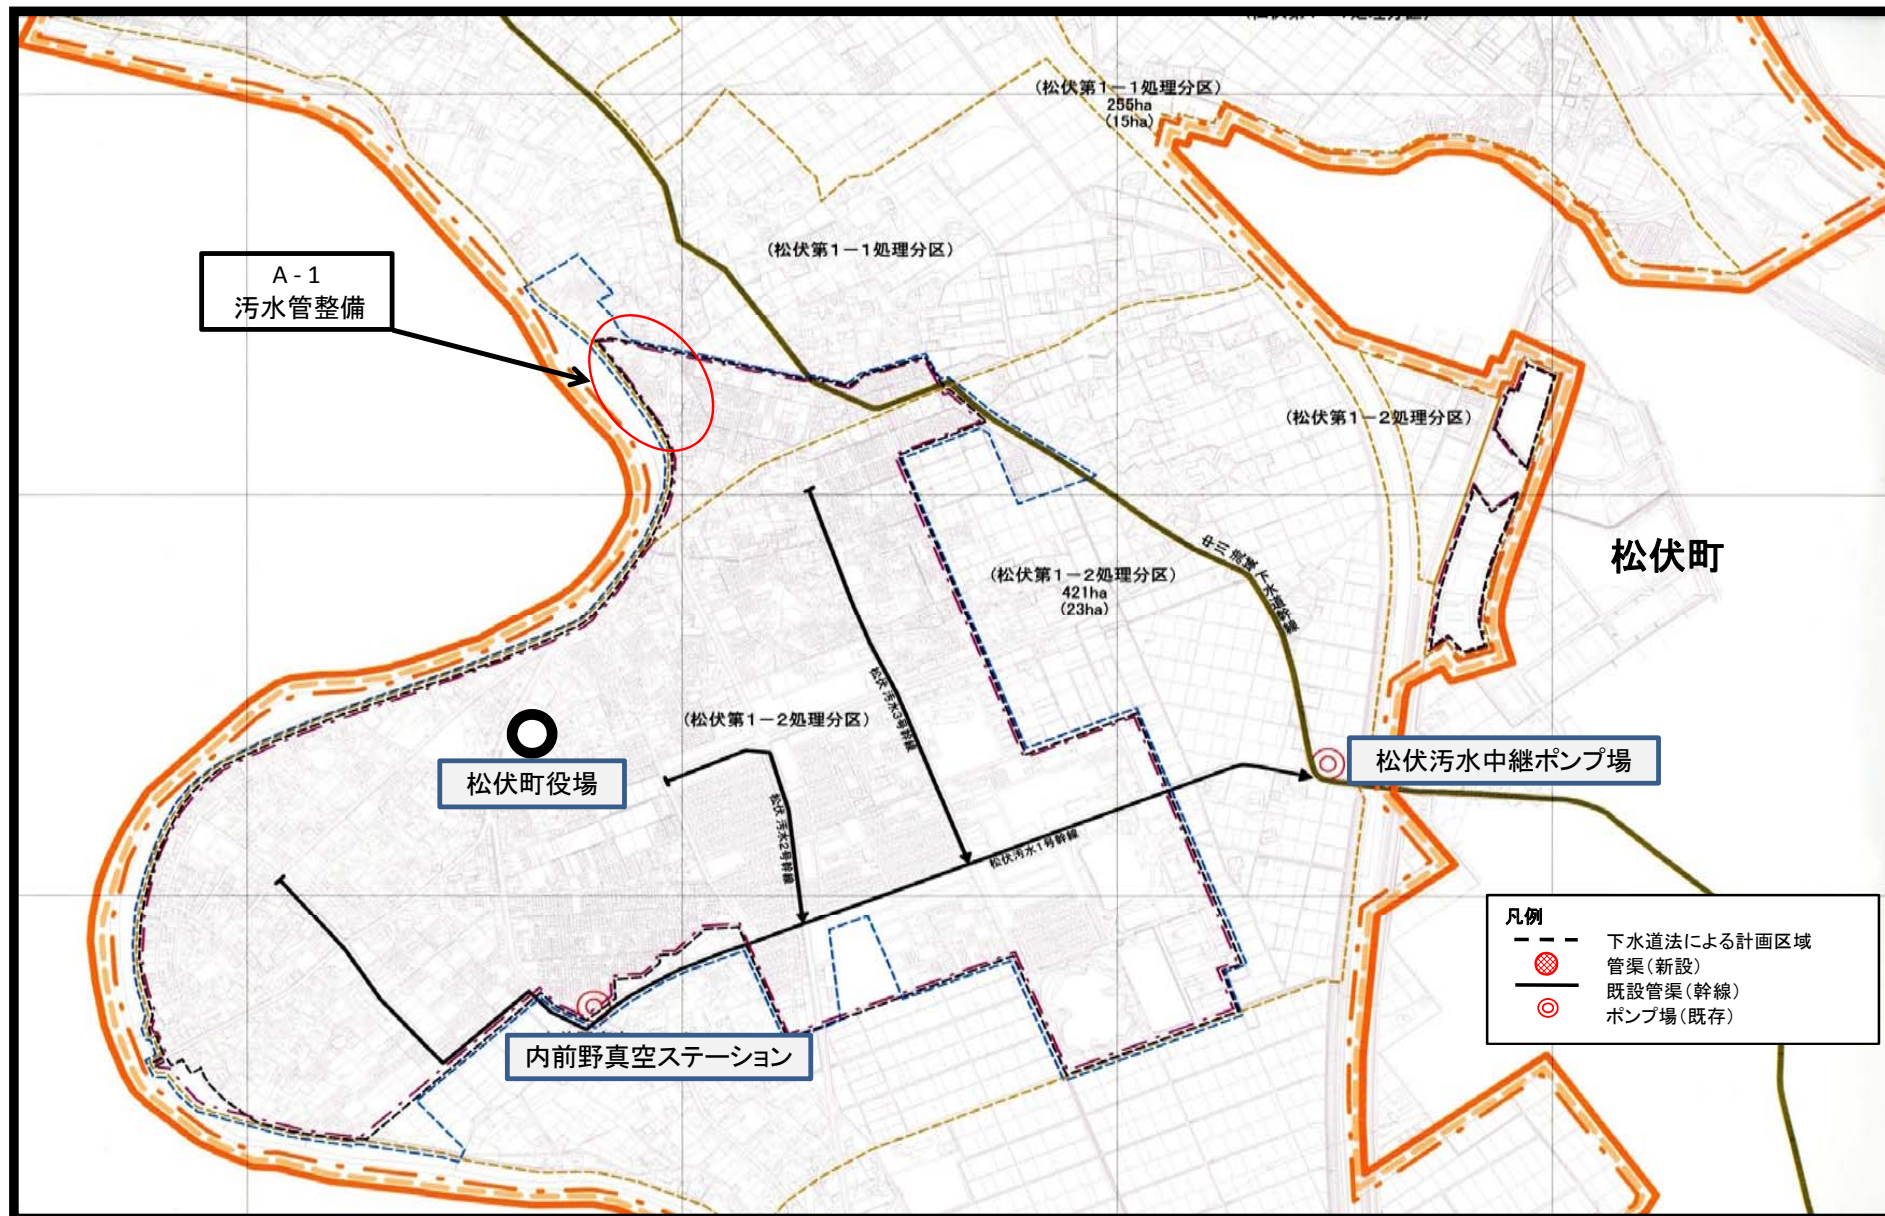 (松伏第1－1処理分区)
255ha
(15ha)
(松伏第1－1処理分区)
A-1
汚水管整備
(松伏第1－2処理分区)
中川流域下水道幹線
松伏町
(松伏第1－2処理分区)
421ha
(23ha)
松伏汚水3号幹線
(松伏第1－2処理分区)
松伏町役場
松伏汚水中継ポンプ場
松伏汚水2号幹線
松伏汚水1号幹線
内前野真空ステーション
凡例
下水道法による計画区域
管渠(新設)
既設管渠(幹線)
ポンプ場(既存)